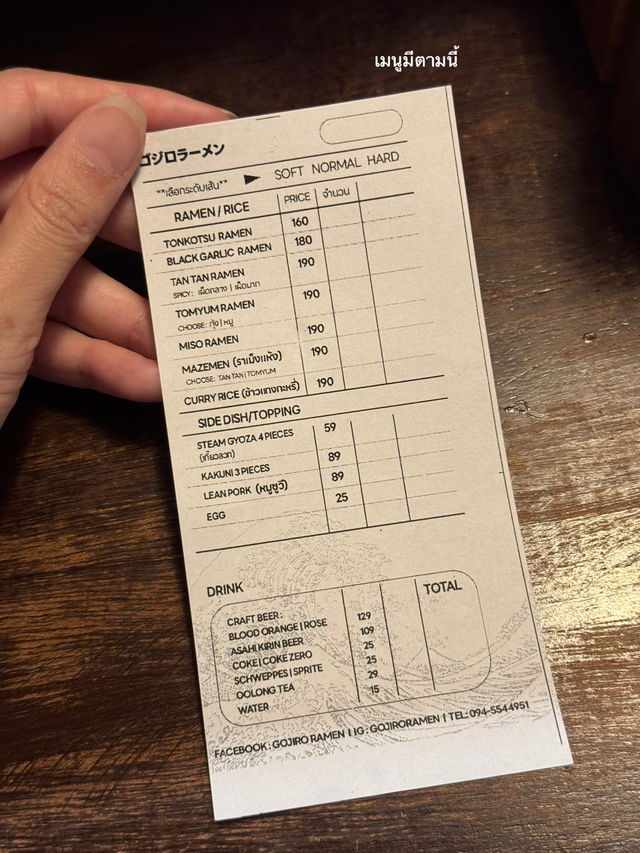 เมนูมีตามนี้
ゴジロラーメン
**เลือกระดับเส้น** ► SOFT NORMAL HARD
RAMEN / RICE PRICE จำนวน
TONKOTSU RAMEN 160
BLACK GARLIC RAMEN 180
TAN TAN RAMEN 190
SPICY: เผ็ดกลาง | เผ็ดมาก
TOMYUM RAMEN 190
CHOOSE: กุ้ง | หมู
MISO RAMEN 190
MAZEMEN (ราเม็งแห้ง) 190
CHOOSE: TAN TAN | TOMYUM
CURRY RICE (ข้าวแกงกะหรี่) 190
SIDE DISH/TOPPING
STEAM GYOZA 4 PIECES 59
(เกี๊ยวลวก)
KAKUNI 3 PIECES 89
LEAN PORK (หมูซูวี) 89
EGG 25
DRINK TOTAL
CRAFT BEER:
BLOOD ORANGE | ROSE 129
ASAHI KIRIN BEER 109
COKE | COKE ZERO 25
SCHWEPPES | SPRITE 25
OOLONG TEA 29
WATER 15
FACEBOOK: GOJIRO RAMEN I IG: GOJIRORAMEN I TEL: 094-5544951